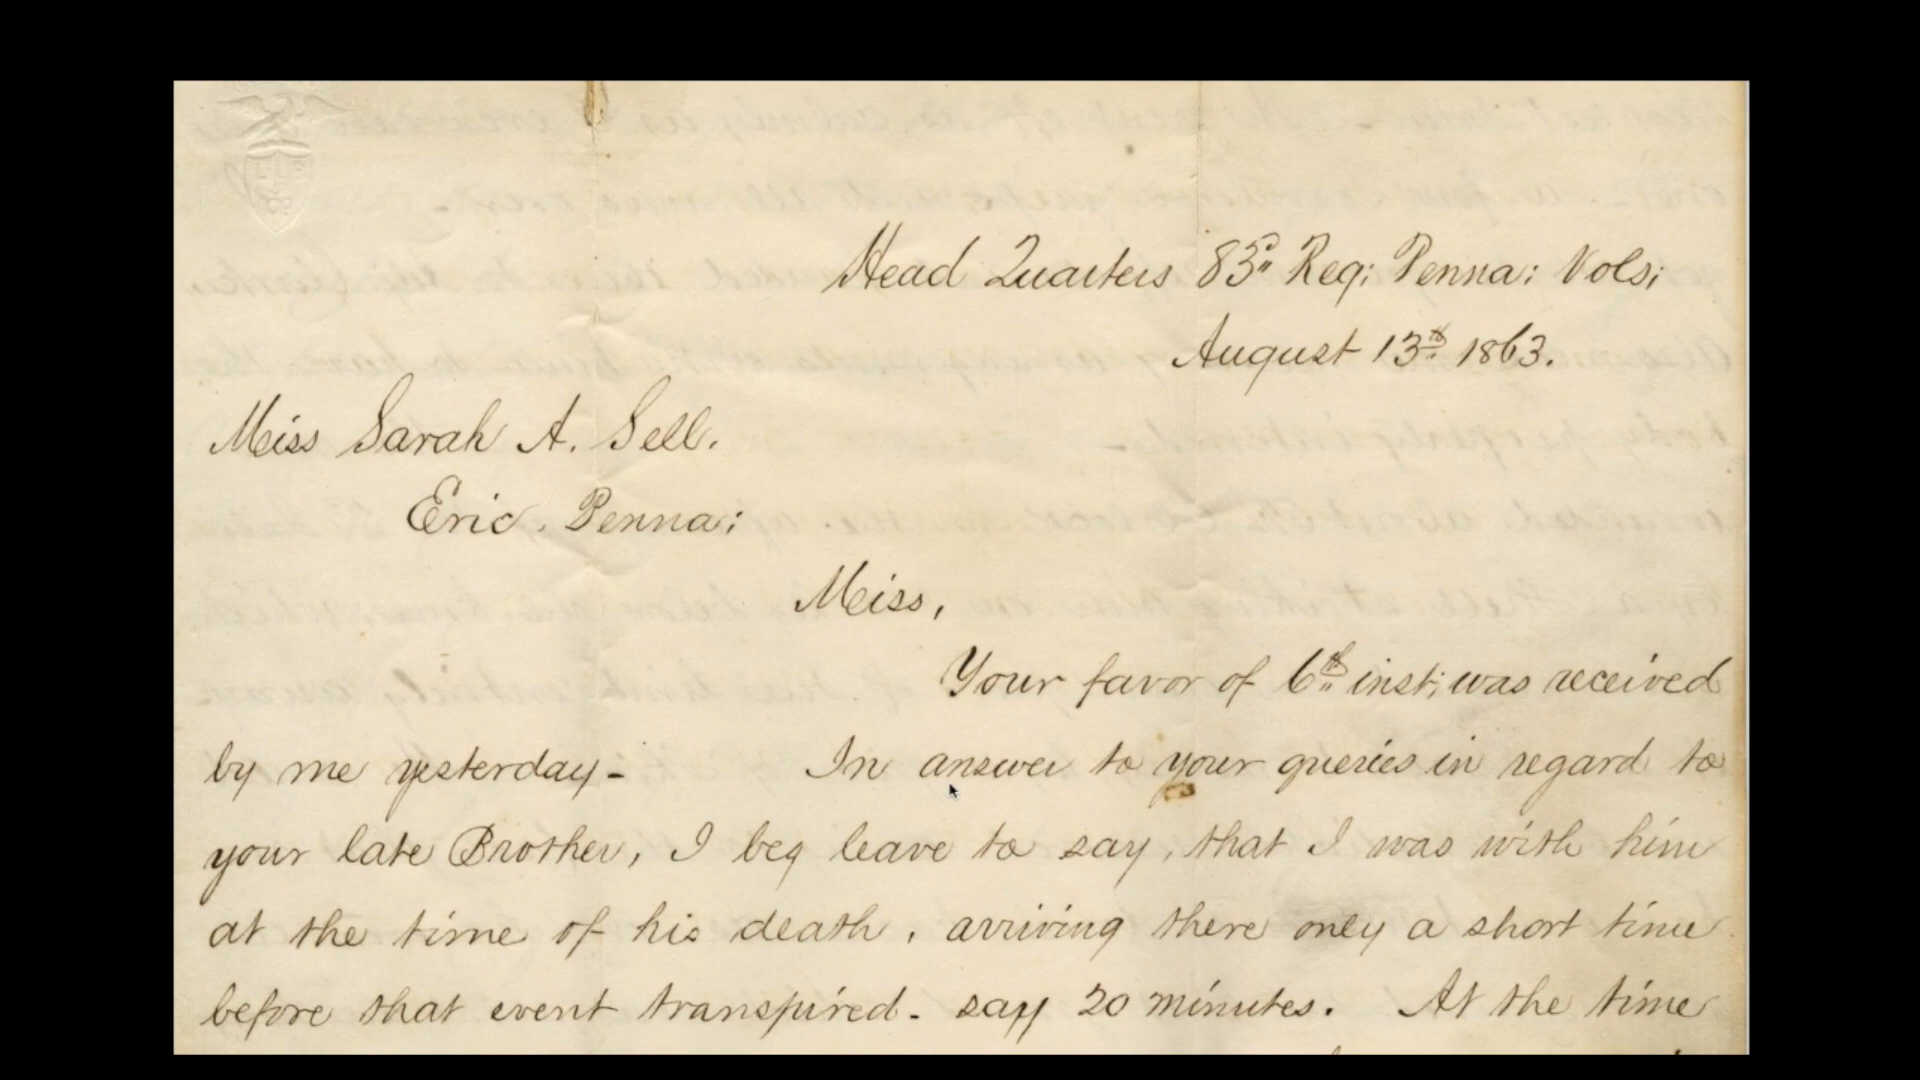 Head Quarters 83rd Reg: Penna: Vols:
August 13th 1863.
Miss Sarah A. Sell.
Erie. Penna:
Miss,
Your favor of 6th inst; was received
by me yesterday - In answer to your queries in regard to
your late Brother, I beg leave to say, that I was with him
at the time of his death, arriving there only a short time
before that event transpired - say 20 minutes. At the time